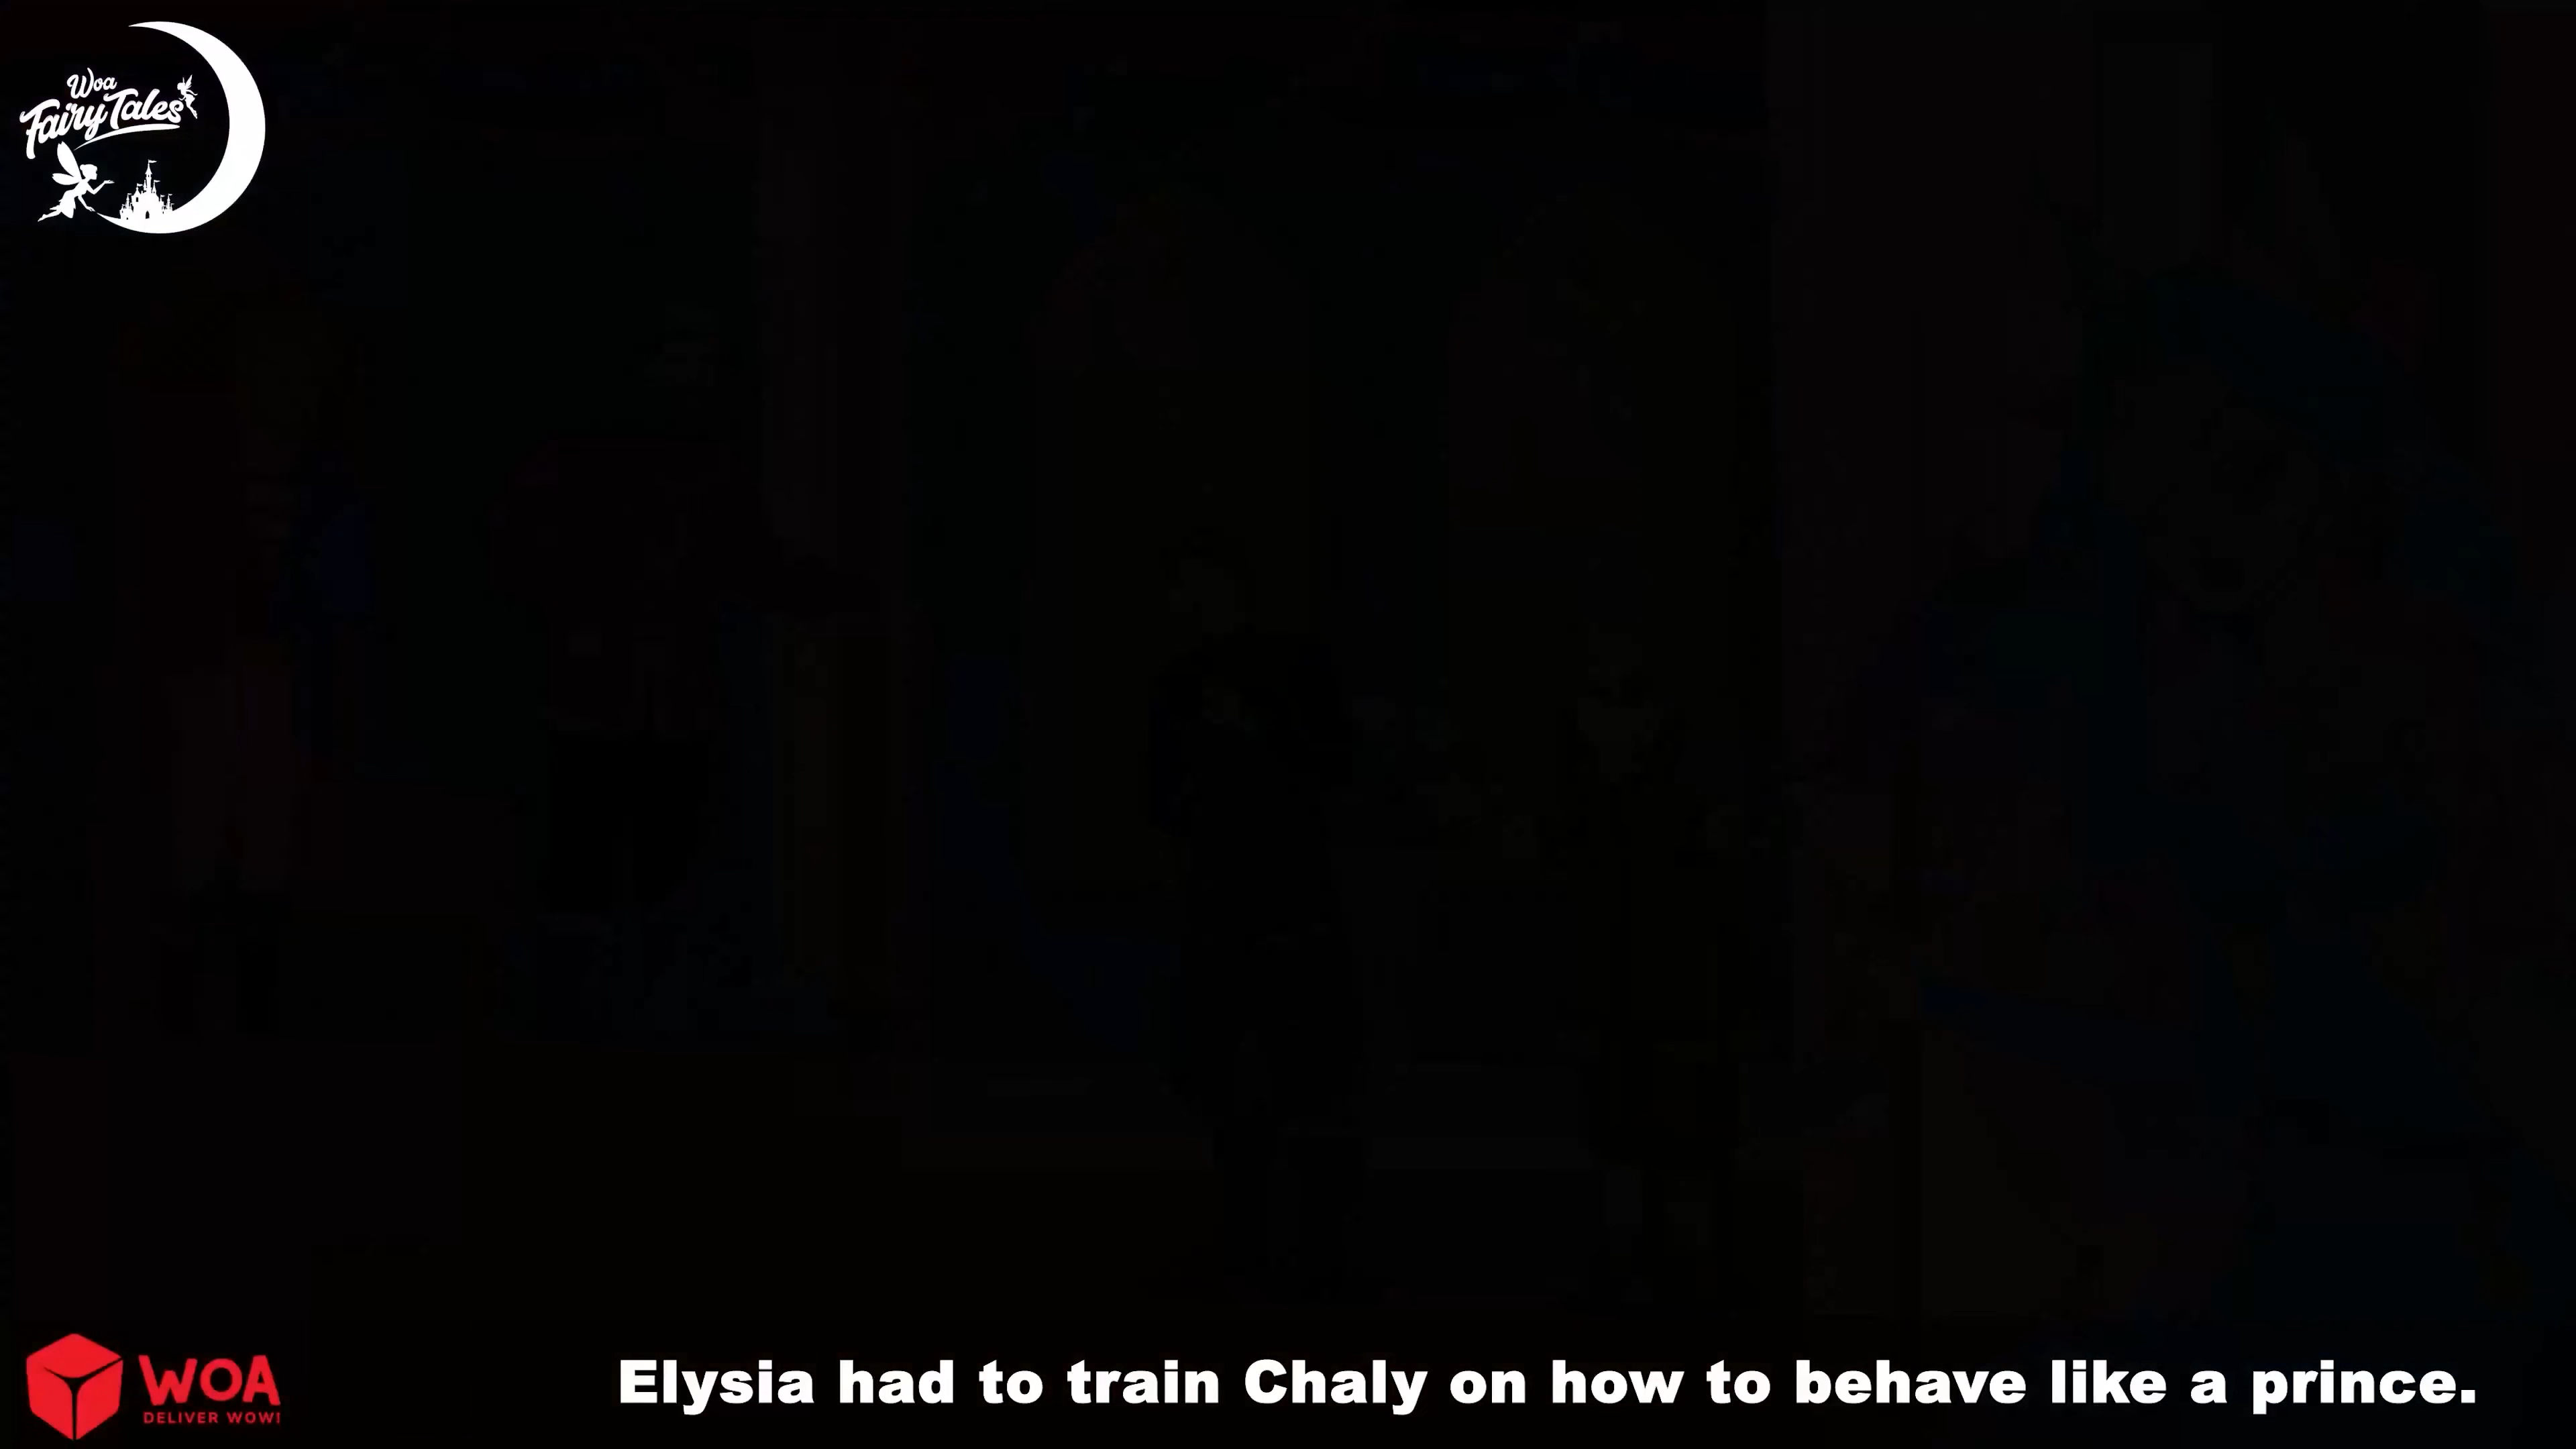 Woa
Fairy Tales
WOA
DELIVER WOW!
Elysia had to train Chaly on how to behave like a prince.